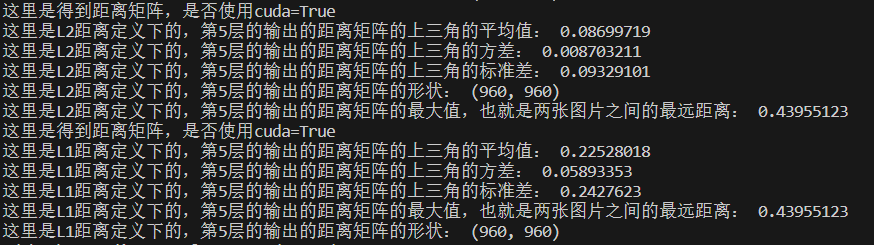 这里是得到距离矩阵，是否使用cuda=True
这里是L2距离定义下的，第5层的输出的距离矩阵的上三角的平均值： 0.08699719
这里是L2距离定义下的，第5层的输出的距离矩阵的上三角的方差： 0.008703211
这里是L2距离定义下的，第5层的输出的距离矩阵的上三角的标准差： 0.09329101
这里是L2距离定义下的，第5层的输出的距离矩阵的形状： (960, 960)
这里是L2距离定义下的，第5层的输出的距离矩阵的最大值，也就是两张图片之间的最远距离： 0.43955123
这里是得到距离矩阵，是否使用cuda=True
这里是L1距离定义下的，第5层的输出的距离矩阵的上三角的平均值： 0.22528018
这里是L1距离定义下的，第5层的输出的距离矩阵的上三角的方差： 0.05893353
这里是L1距离定义下的，第5层的输出的距离矩阵的上三角的标准差： 0.2427623
这里是L1距离定义下的，第5层的输出的距离矩阵的最大值，也就是两张图片之间的最远距离： 0.43955123
这里是L1距离定义下的，第5层的输出的距离矩阵的形状： (960, 960)